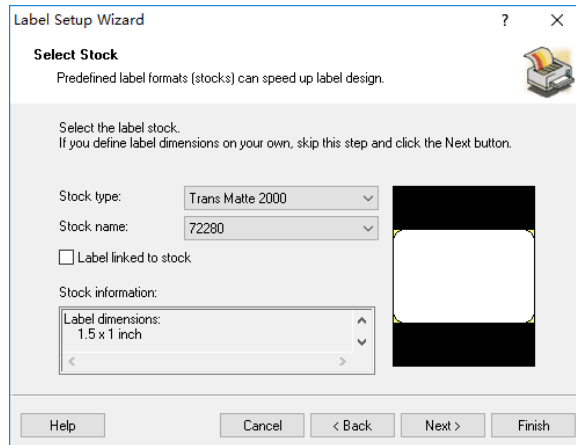 Label Setup Wizard
Select Stock
Predefined label formats (stocks) can speed up label design.
Select the label stock.
If you define label dimensions on your own, skip this step and click the Next button.
Stock type: Trans Matte 2000
Stock name: 72280
Label linked to stock
Stock information:
Label dimensions:
1.5 x 1 inch
Help Cancel < Back Next > Finish